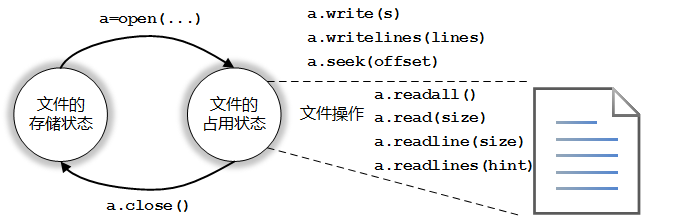 a=open(...)
文件的
存储状态
文件的
占用状态
a.close()
a.write(s)
a.writelines(lines)
a.seek(offset)
文件操作
a.readall()
a.read(size)
a.readline(size)
a.readlines(hint)